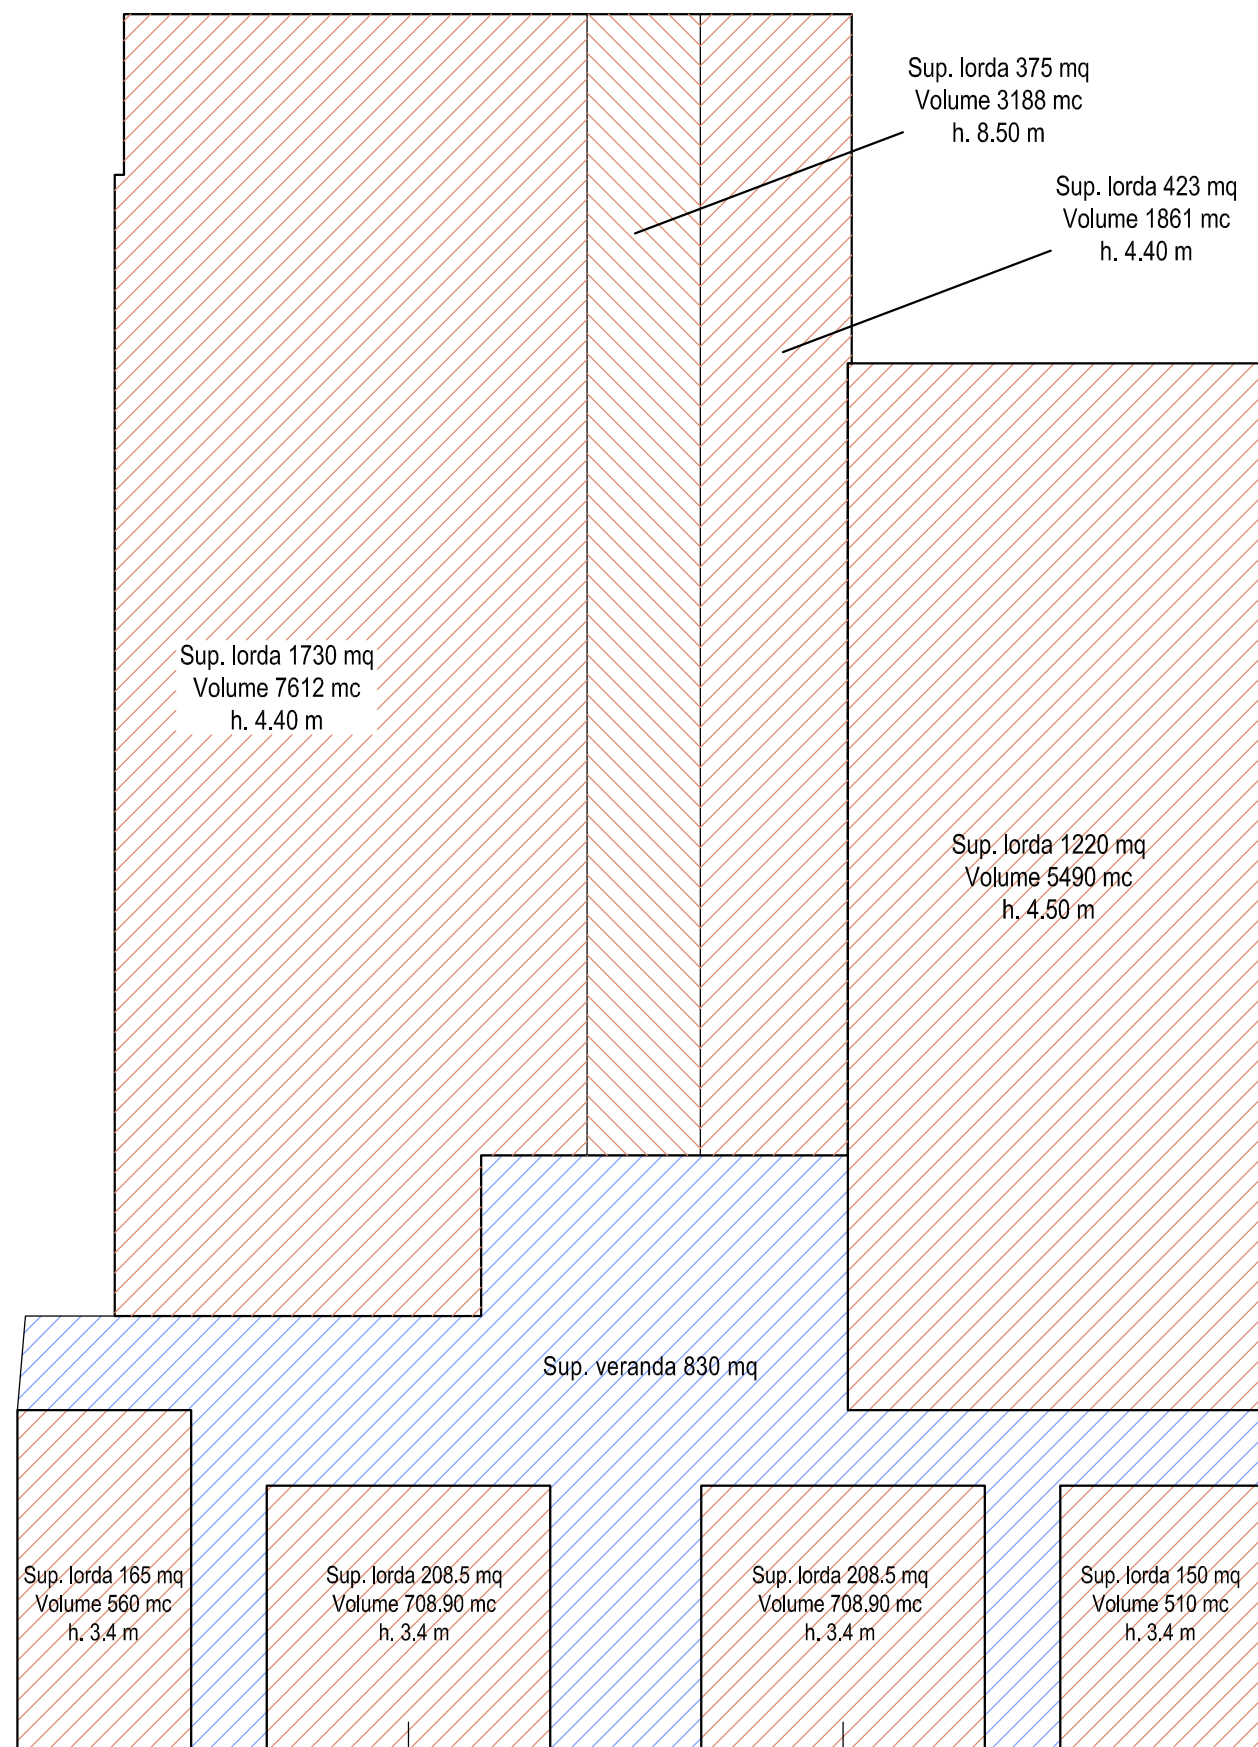 Sup. lorda 375 mq
Volume 3188 mc
h. 8.50 m
Sup. lorda 423 mq
Volume 1861 mc
h. 4.40 m
Sup. lorda 1730 mq
Volume 7612 mc
h. 4.40 m
Sup. lorda 1220 mq
Volume 5490 mc
h. 4.50 m
Sup. veranda 830 mq
Sup. lorda 165 mq
Volume 560 mc
h. 3.4 m
Sup. lorda 208.5 mq
Volume 708.90 mc
h. 3.4 m
Sup. lorda 208.5 mq
Volume 708.90 mc
h. 3.4 m
Sup. lorda 150 mq
Volume 510 mc
h. 3.4 m